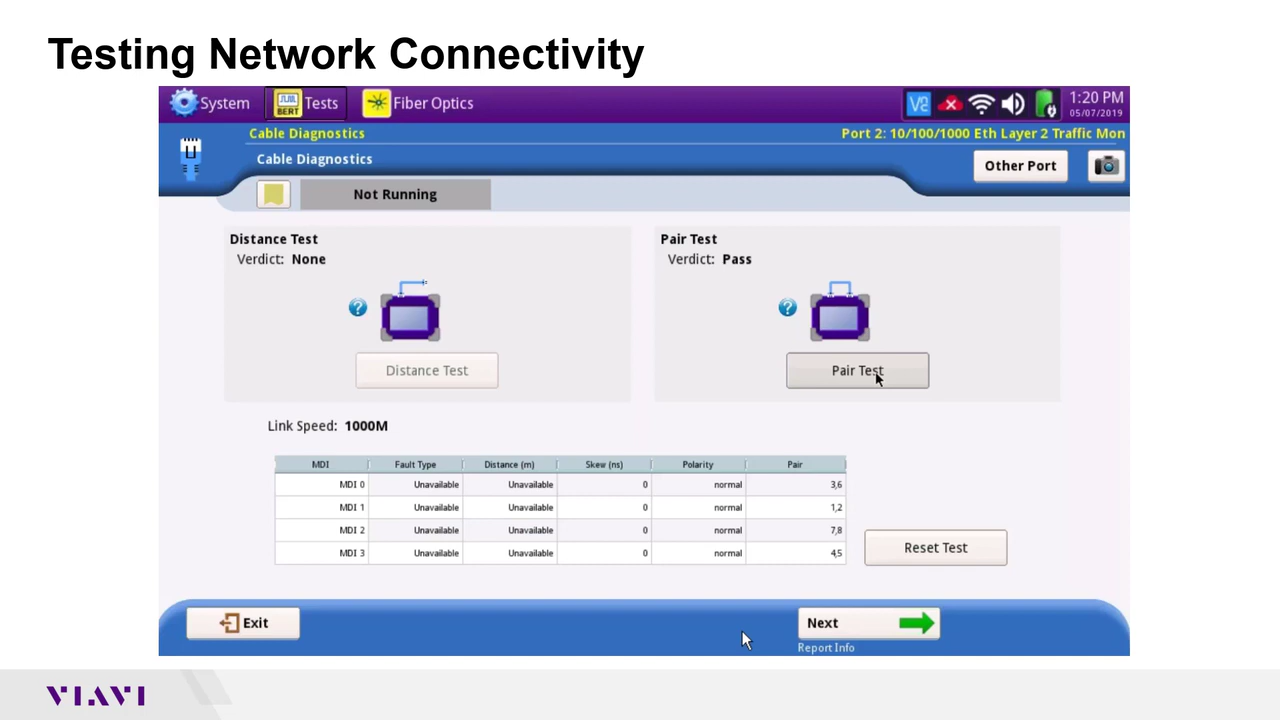 Testing Network Connectivity
System
BERT
Tests
Fiber Optics
V2
1:20 PM
05/07/2019
Cable Diagnostics
Port 2: 10/100/1000 Eth Layer 2 Traffic Mon
Cable Diagnostics
Other Port
Not Running
Distance Test
Verdict: None
?
Distance Test
Pair Test
Verdict: Pass
?
Pair Test
Link Speed: 1000M
MDI Fault Type Distance (m) Skew (ns) Polarity Pair
MDI 0 Unavailable Unavailable 0 normal 3,6
MDI 1 Unavailable Unavailable 0 normal 1,2
MDI 2 Unavailable Unavailable 0 normal 7,8
MDI 3 Unavailable Unavailable 0 normal 4,5
Reset Test
Exit
Next
Report Info
VIAVI